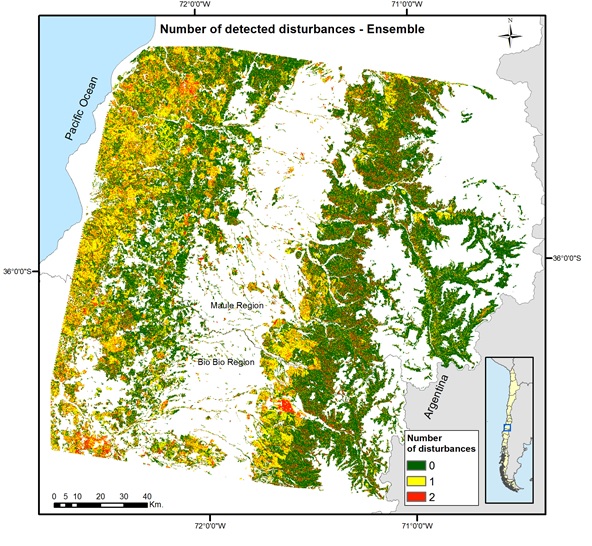 72°0'0"W
71°0'0"W
Number of detected disturbances - Ensemble
N
Pacific Ocean
36°0'0"S
36°0'0"S
Maule Region
Bio Bio Region
Argentina
Number
of disturbances
0
1
2
0 5 10 20 30 40
Km.
72°0'0"W
71°0'0"W